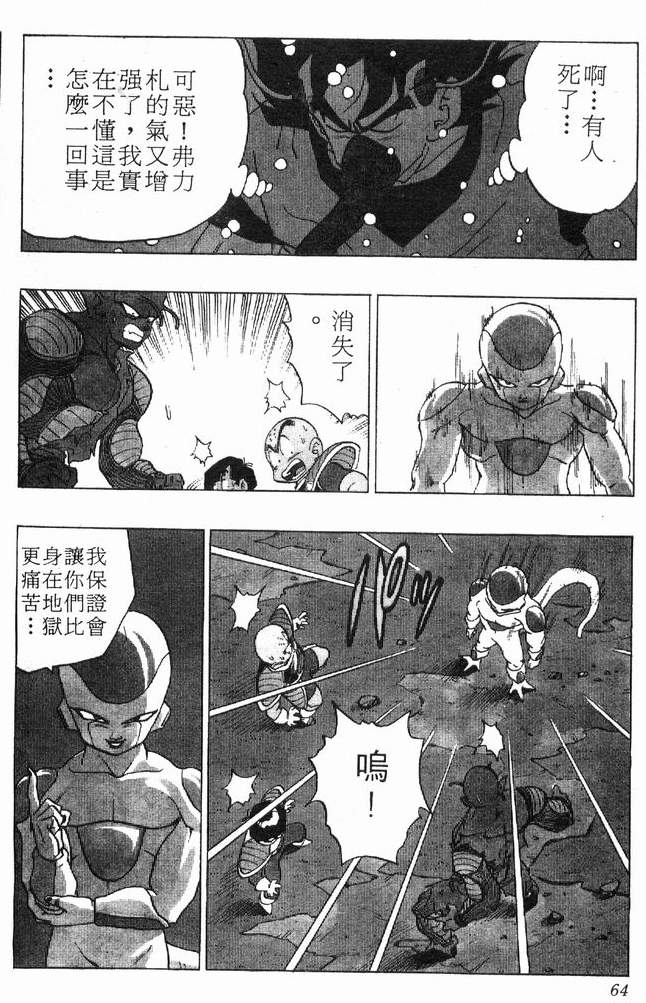 啊…有人
死了…
可惡！弗力
札的氣又增
强了，我實
在不懂這是
怎麼一回事
…
消失了
。
パッ
嗚！
我保證會
讓你們比
身在地獄
更痛苦…
64